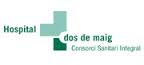 Hospital
dos de maig
Consorci Sanitari Integral